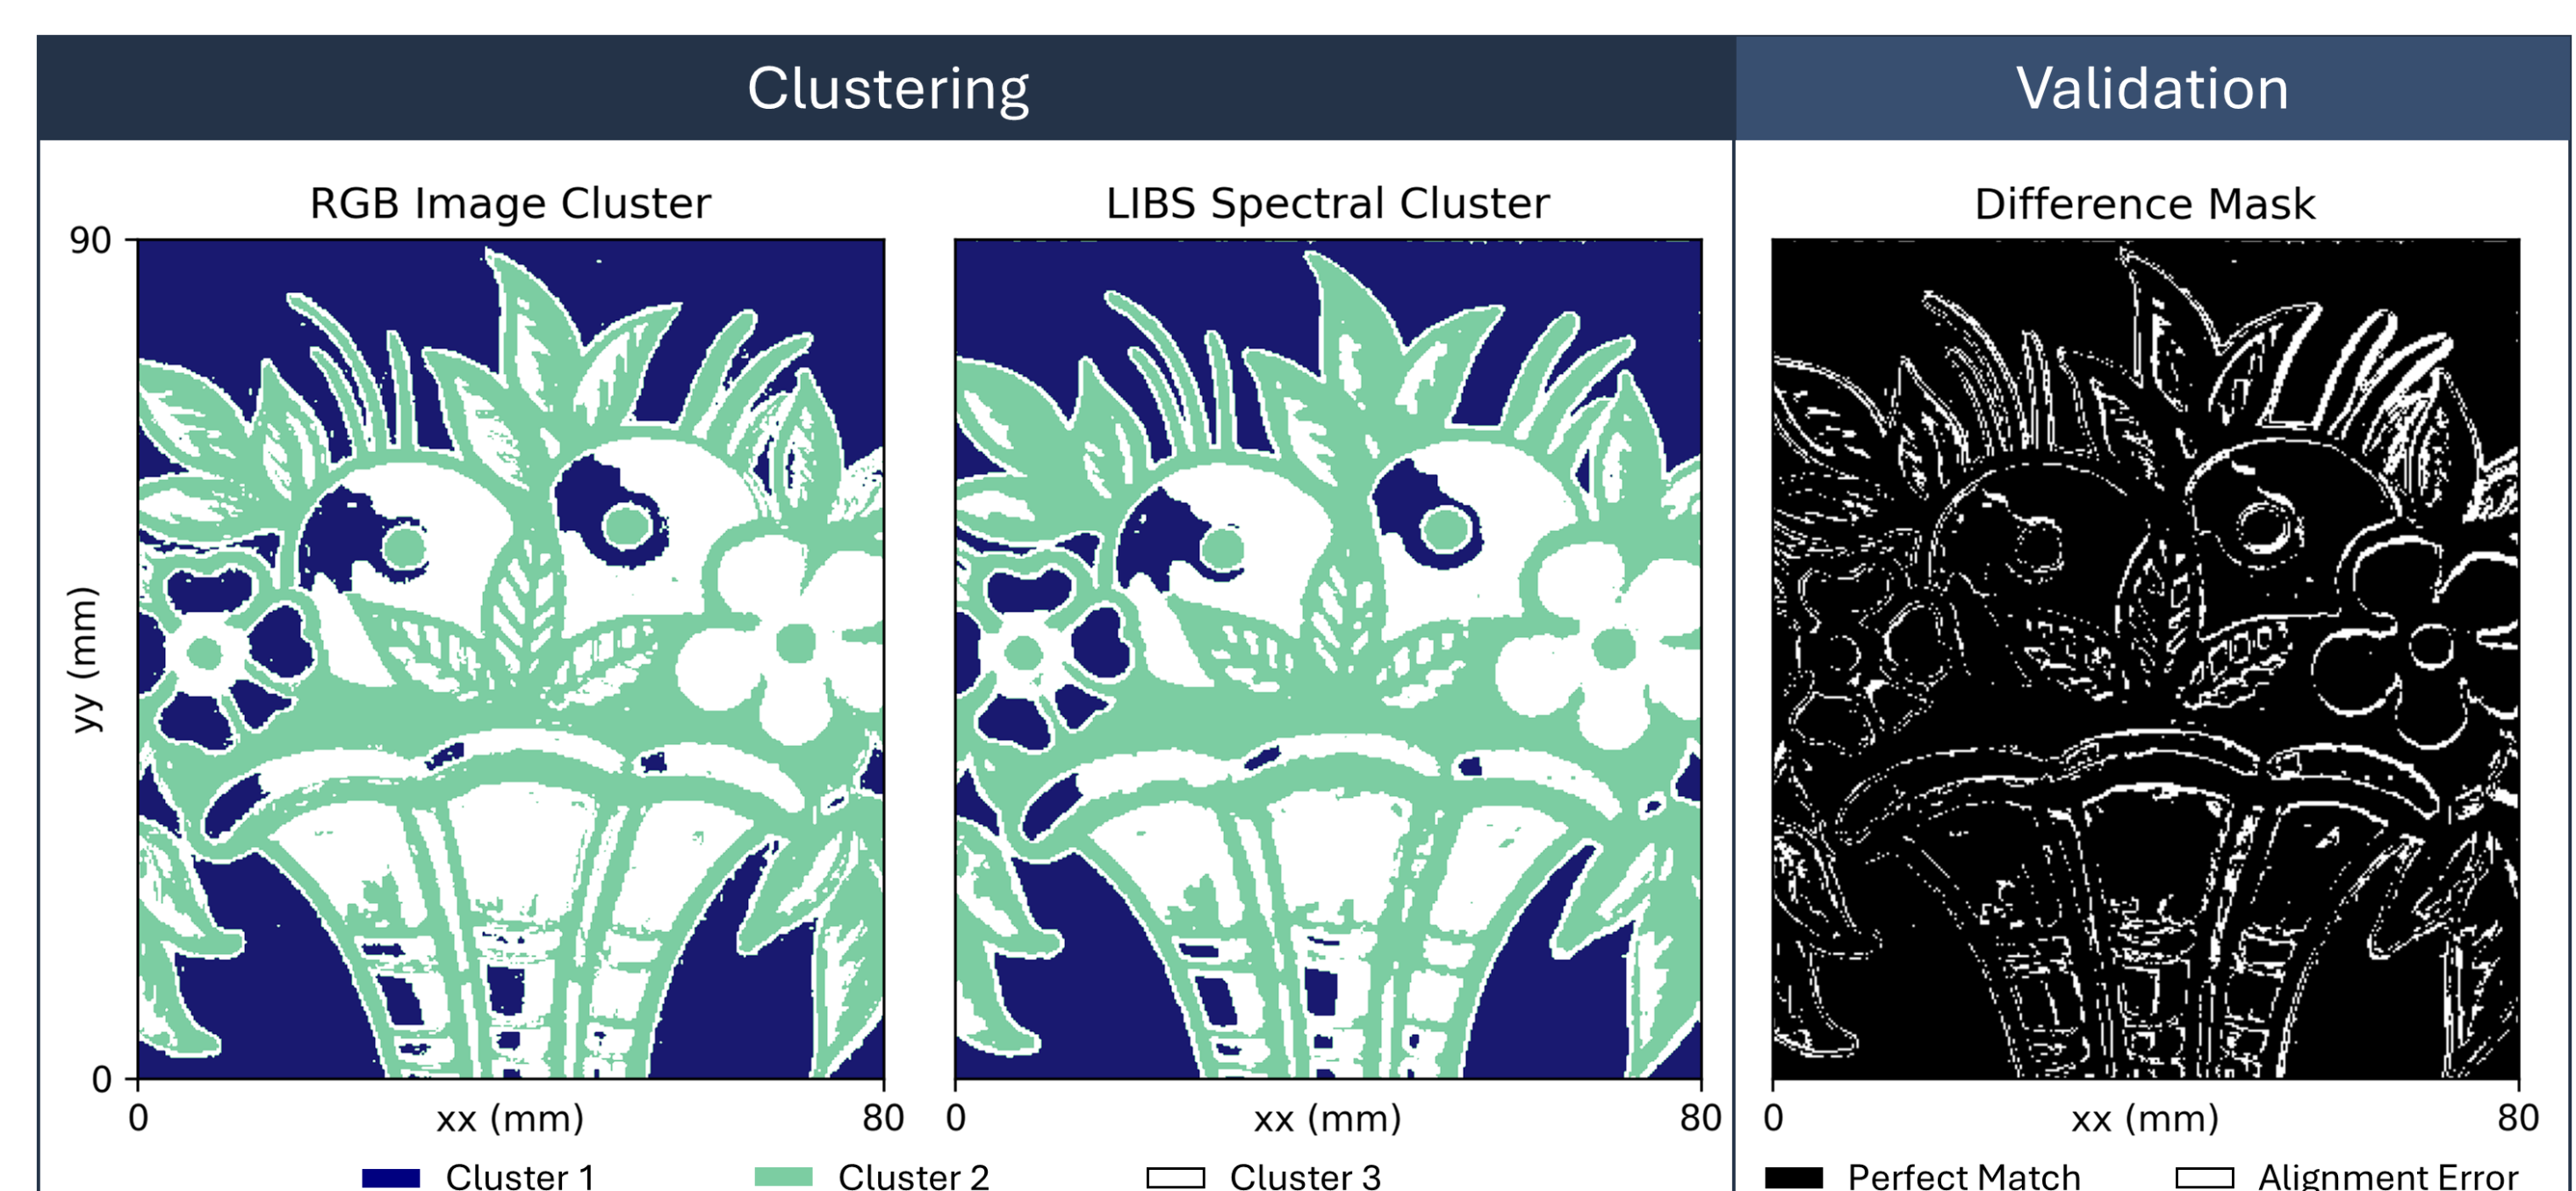 Clustering
Validation
RGB Image Cluster
LIBS Spectral Cluster
Difference Mask
90
yy (mm)
0
0 xx (mm) 80
0 xx (mm) 80
0 xx (mm) 80
Cluster 1
Cluster 2
Cluster 3
Perfect Match
Alignment Error